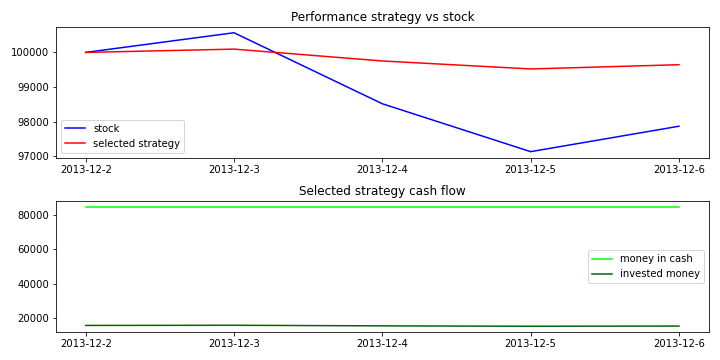 Performance strategy vs stock
100000
99000
98000
97000
stock
selected strategy
2013-12-2 2013-12-3 2013-12-4 2013-12-5 2013-12-6
Selected strategy cash flow
80000
60000
40000
20000
money in cash
invested money
2013-12-2 2013-12-3 2013-12-4 2013-12-5 2013-12-6